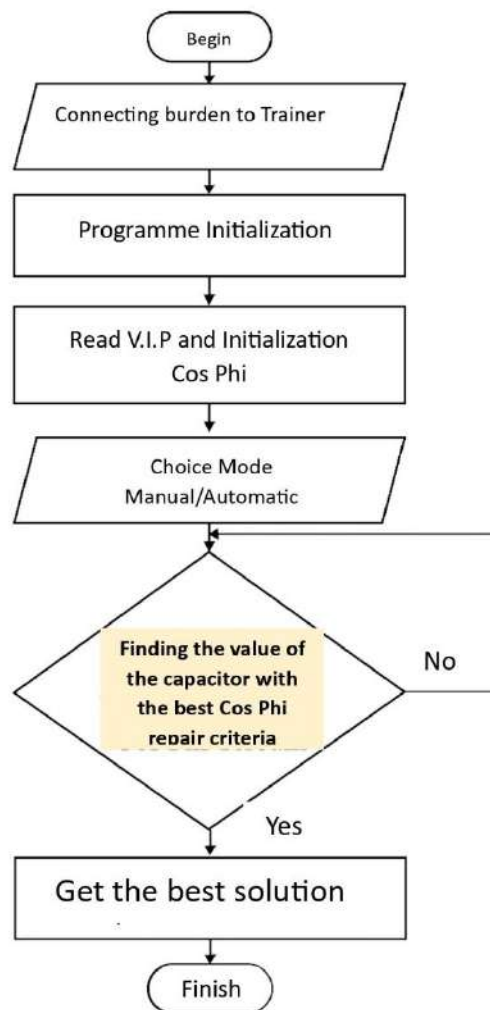 Begin
Connecting burden to Trainer
Programme Initialization
Read V.I.P and Initialization
Cos Phi
Choice Mode
Manual/Automatic
Finding the value of
the capacitor with
the best Cos Phi
repair criteria
No
Yes
Get the best solution
Finish